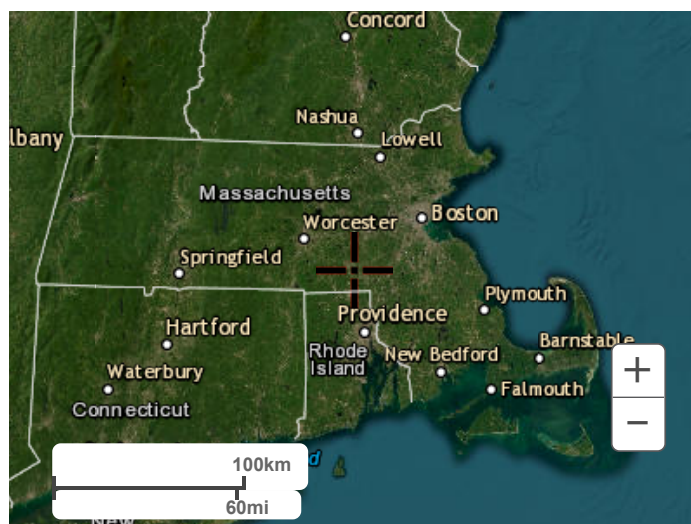 Concord
Nashua
lbany
Lowell
Massachusetts
Worcester
Boston
Springfield
Plymouth
Providence
Hartford
Barnstable
Rhode
Island
New Bedford
Waterbury
Falmouth
Connecticut
+
−
100km
d
60mi
New